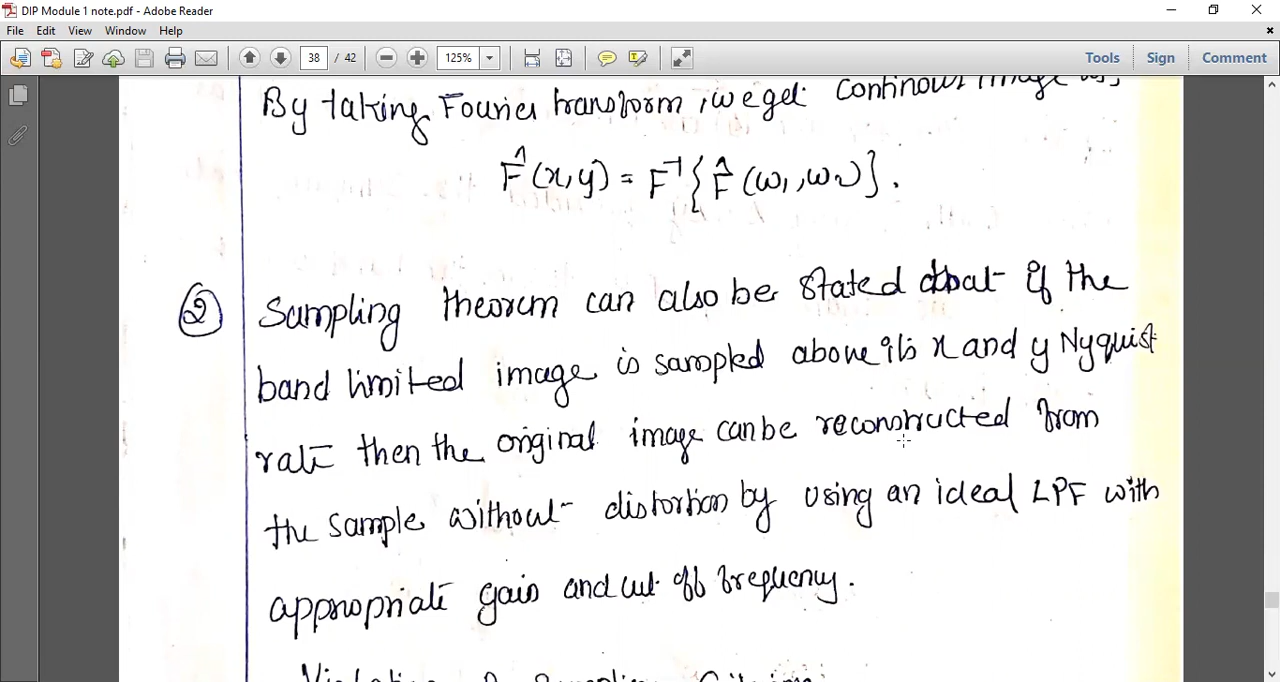 DIP Module 1 note.pdf - Adobe Reader
File Edit View Window Help
38 / 42 125% Tools Sign Comment
By taking Fourier transform, we get continous image as,
F̂(x,y) = F⁻¹{F̂(ω₁,ω₂)}.
② Sampling theorem can also be stated that if the
band limited image is sampled above its x and y Nyquist
rate then the original image can be reconstructed from
the sample without distortion by using an ideal LPF with
appropriate gain and cut off frequency.